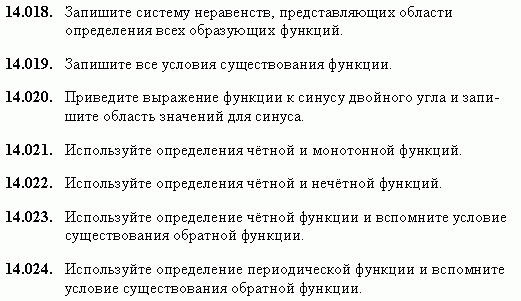 14.018. Запишите систему неравенств, представляющих области
определения всех образующих функций.
14.019. Запишите все условия существования функции.
14.020. Приведите выражение функции к синусу двойного угла и запи-
шите область значений для синуса.
14.021. Используйте определения чётной и монотонной функций.
14.022. Используйте определения чётной и нечётной функций.
14.023. Используйте определение чётной функции и вспомните условие
существования обратной функции.
14.024. Используйте определение периодической функции и вспомните
условие существования обратной функции.